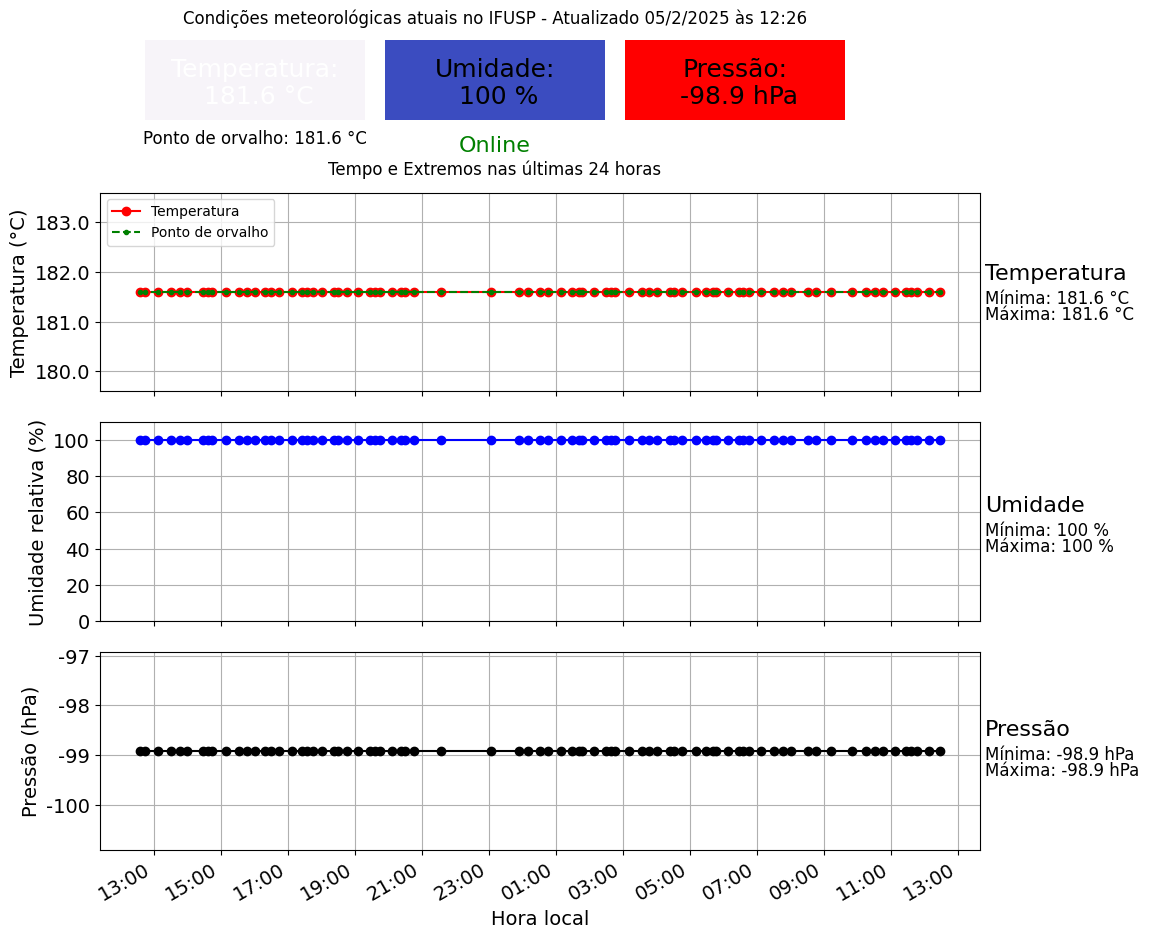 Condições meteorológicas atuais no IFUSP - Atualizado 05/2/2025 às 12:26
Temperatura:
181.6 °C
Umidade:
100 %
Pressão:
-98.9 hPa
Ponto de orvalho: 181.6 °C
Online
Tempo e Extremos nas últimas 24 horas
Temperatura (°C)
183.0
182.0
181.0
180.0
Temperatura
Ponto de orvalho
Temperatura
Mínima: 181.6 °C
Máxima: 181.6 °C
Umidade relativa (%)
100
80
60
40
20
0
Umidade
Mínima: 100 %
Máxima: 100 %
Pressão (hPa)
-97
-98
-99
-100
Pressão
Mínima: -98.9 hPa
Máxima: -98.9 hPa
13:00
15:00
17:00
19:00
21:00
23:00
01:00
03:00
05:00
07:00
09:00
11:00
13:00
Hora local